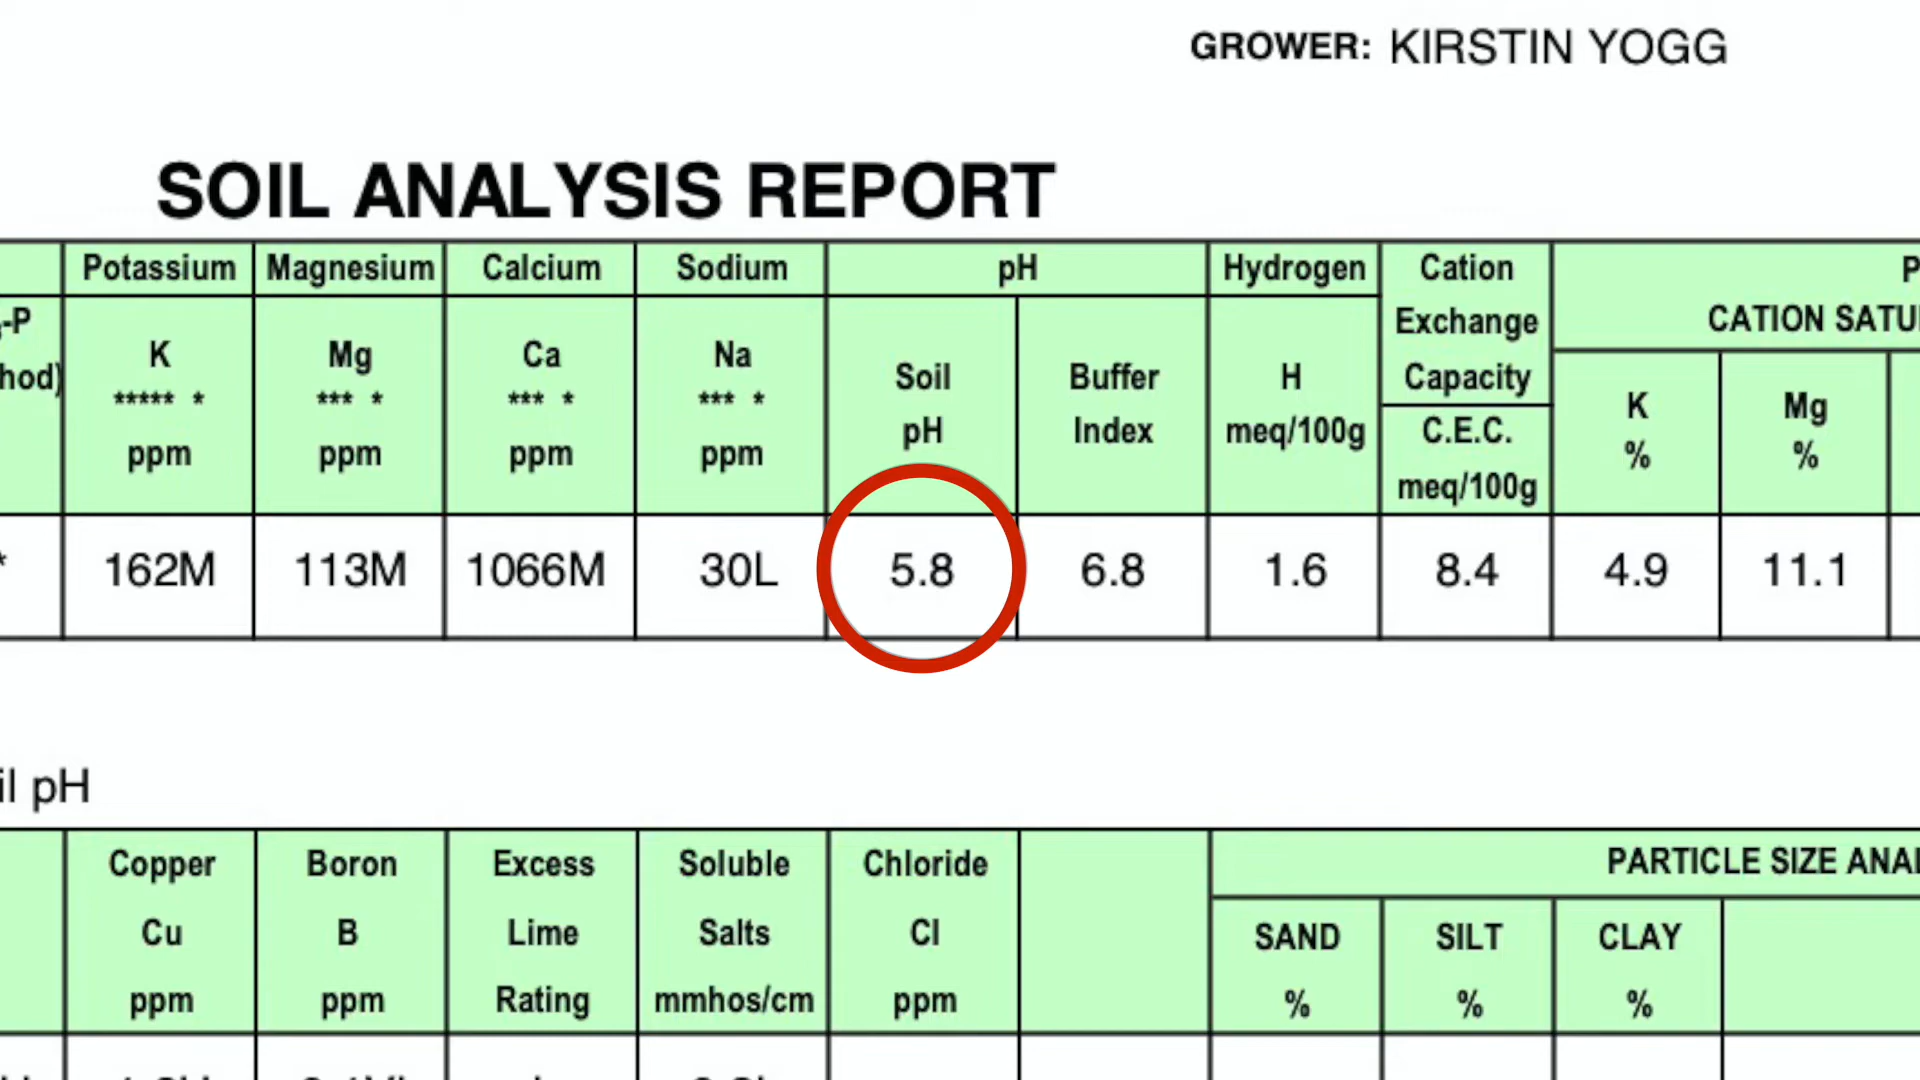 GROWER: KIRSTIN YOGG
SOIL ANALYSIS REPORT
Potassium Magnesium Calcium Sodium pH Hydrogen Cation
-P K Mg Ca Na Soil Buffer H Exchange CATION
hod) ***** * *** * *** * *** * pH Index meq/100g Capacity K Mg
ppm ppm ppm ppm C.E.C. % %
meq/100g
* 162M 113M 1066M 30L 5.8 6.8 1.6 8.4 4.9 11.1
pH
Copper Boron Excess Soluble Chloride PARTICLE SIZE
Cu B Lime Salts Cl SAND SILT CLAY
ppm ppm Rating mmhos/cm ppm % % %